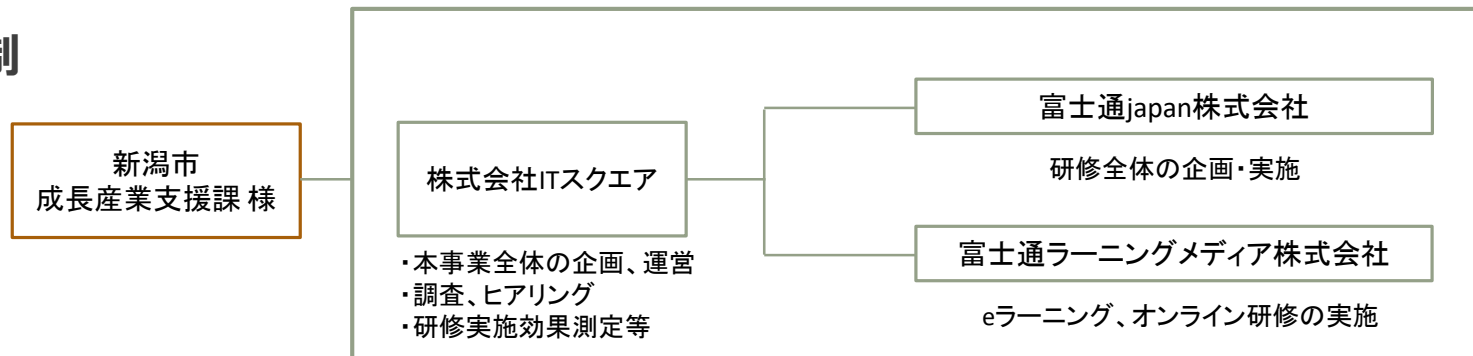 制
新潟市
成長産業支援課 様
株式会社ITスクエア
・本事業全体の企画、運営
・調査、ヒアリング
・研修実施効果測定等
富士通japan株式会社
研修全体の企画・実施
富士通ラーニングメディア株式会社
eラーニング、オンライン研修の実施